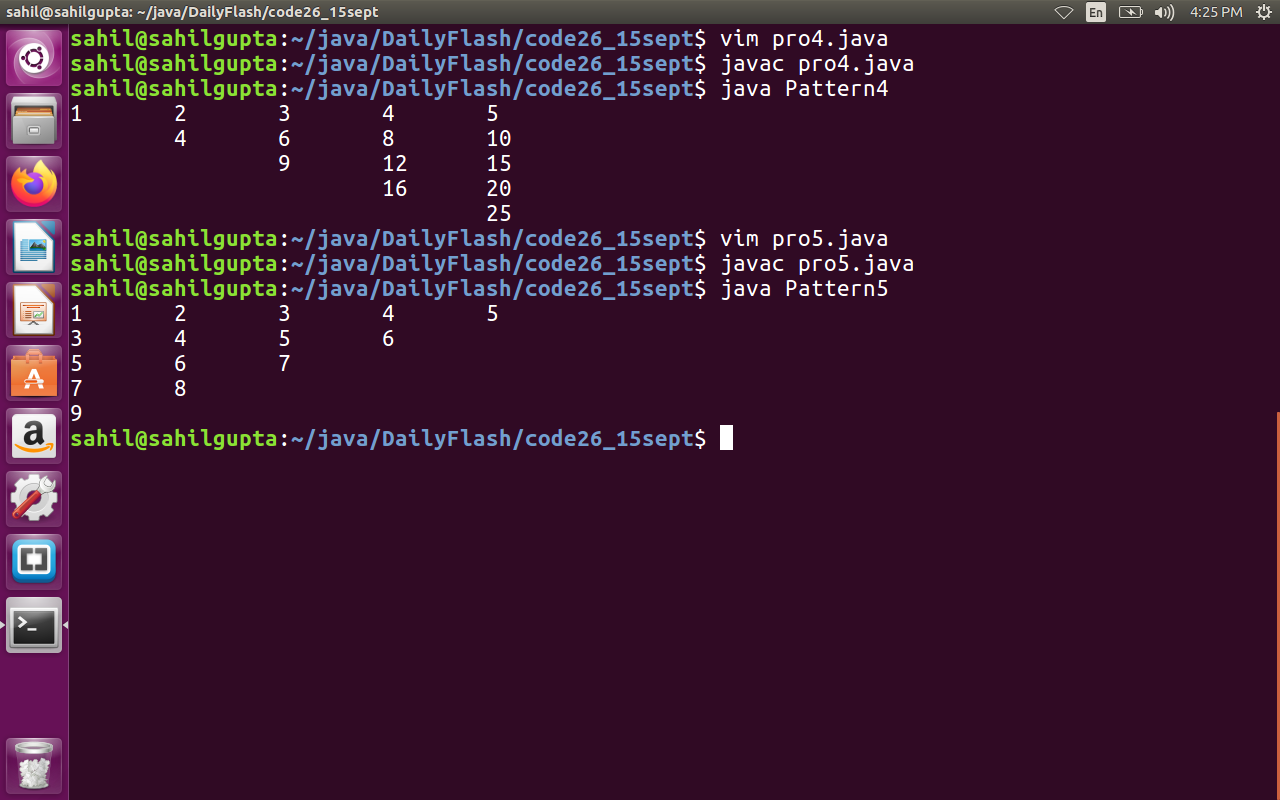 sahil@sahilgupta: ~/java/DailyFlash/code26_15sept En 4:25 PM
sahil@sahilgupta:~/java/DailyFlash/code26_15sept$ vim pro4.java
sahil@sahilgupta:~/java/DailyFlash/code26_15sept$ javac pro4.java
sahil@sahilgupta:~/java/DailyFlash/code26_15sept$ java Pattern4
1 2 3 4 5
4 6 8 10
9 12 15
16 20
25
sahil@sahilgupta:~/java/DailyFlash/code26_15sept$ vim pro5.java
sahil@sahilgupta:~/java/DailyFlash/code26_15sept$ javac pro5.java
sahil@sahilgupta:~/java/DailyFlash/code26_15sept$ java Pattern5
1 2 3 4 5
3 4 5 6
5 6 7
7 8
9
sahil@sahilgupta:~/java/DailyFlash/code26_15sept$